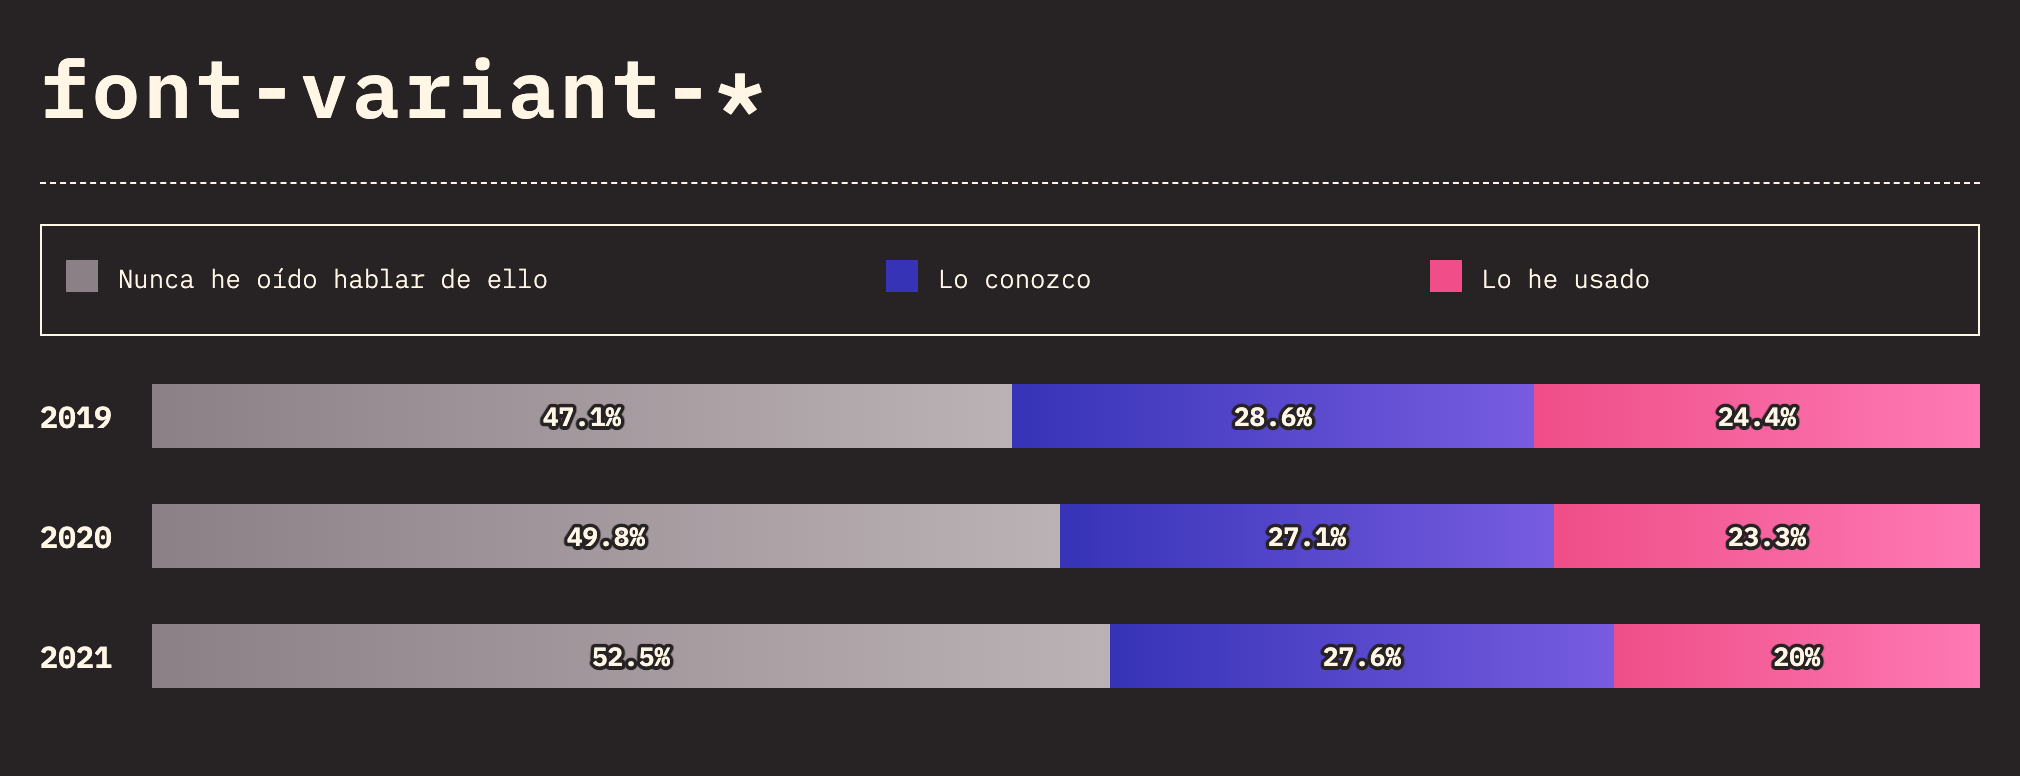 font-variant-*
Nunca he oído hablar de ello Lo conozco Lo he usado
2019 47.1% 28.6% 24.4%
2020 49.8% 27.1% 23.3%
2021 52.5% 27.6% 20%